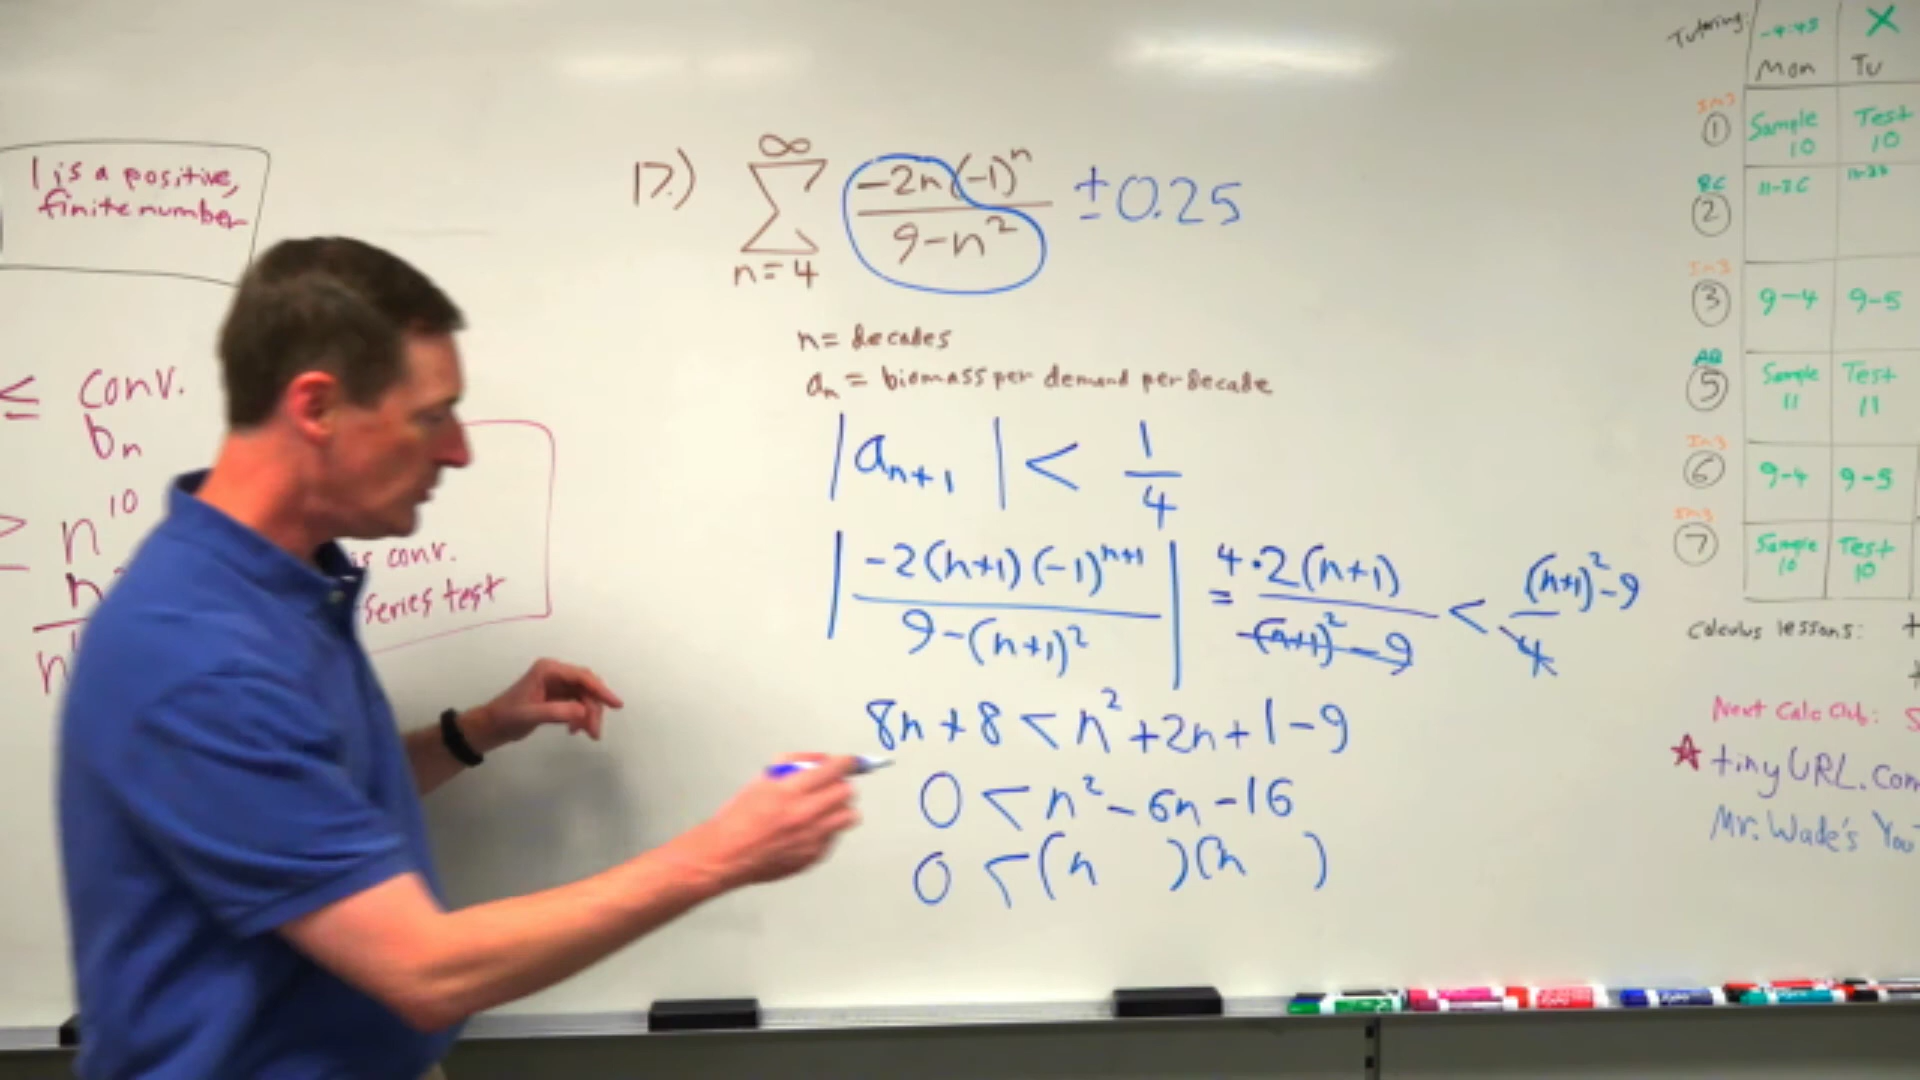 1 is a positive,
finite number
≤ conv.
bₙ
n¹⁰
is conv.
series test
17.) ∞ Σ n=4 -2n(-1)ⁿ / 9-n² ±0.25
n = decades
aₙ = biomass per demand per decade
|aₙ₊₁| < 1/4
|-2(n+1)(-1)ⁿ⁺¹ / 9-(n+1)²| = 4·2(n+1) / (n+1)²-9 < (n+1)²-9 / 4
8n+8 < n²+2n+1-9
0 < n²-6n-16
0 < (n )(n )
Tutoring: -4:45 X
Mon Tu
① Sample 10 Test 10
②
③ 9-4 9-5
⑤ Sample 11 Test 11
⑥ 9-4 9-5
⑦ Sample 10 Test 10
Calculus lessons:
Next Calc Club: S
☆ tinyURL.com
Mr. Wade's You